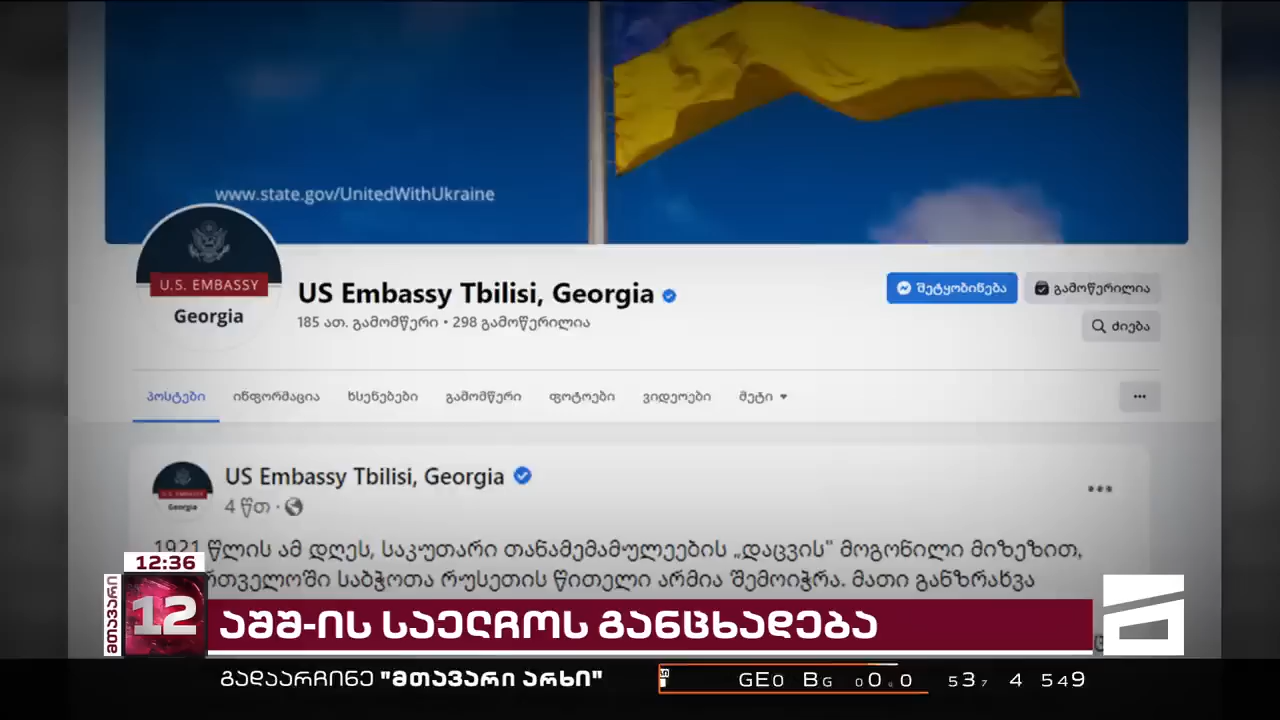 www.state.gov/UnitedWithUkraine
U.S. EMBASSY
Georgia
US Embassy Tbilisi, Georgia
185 ათ. გამომწერი • 298 გამოწერილია
შეტყობინება
გამოწერილია
ძიება
პოსტები ინფორმაცია ხსენებები გამომწერი ფოტოები ვიდეოები მეტი
US Embassy Tbilisi, Georgia
Georgia
4 წთ
1921 წლის ამ დღეს, საკუთარი თანამემამულეების „დაცვის" მოგონილი მიზეზით,
საბჭოთა რუსეთის წითელი არმია შემოიჭრა. მათი განზრახვა
12:36
მთავარი
12
აშშ-ის საელჩოს განცხადება
გადაარჩინე "მთავარი არხი"
GE0 BG